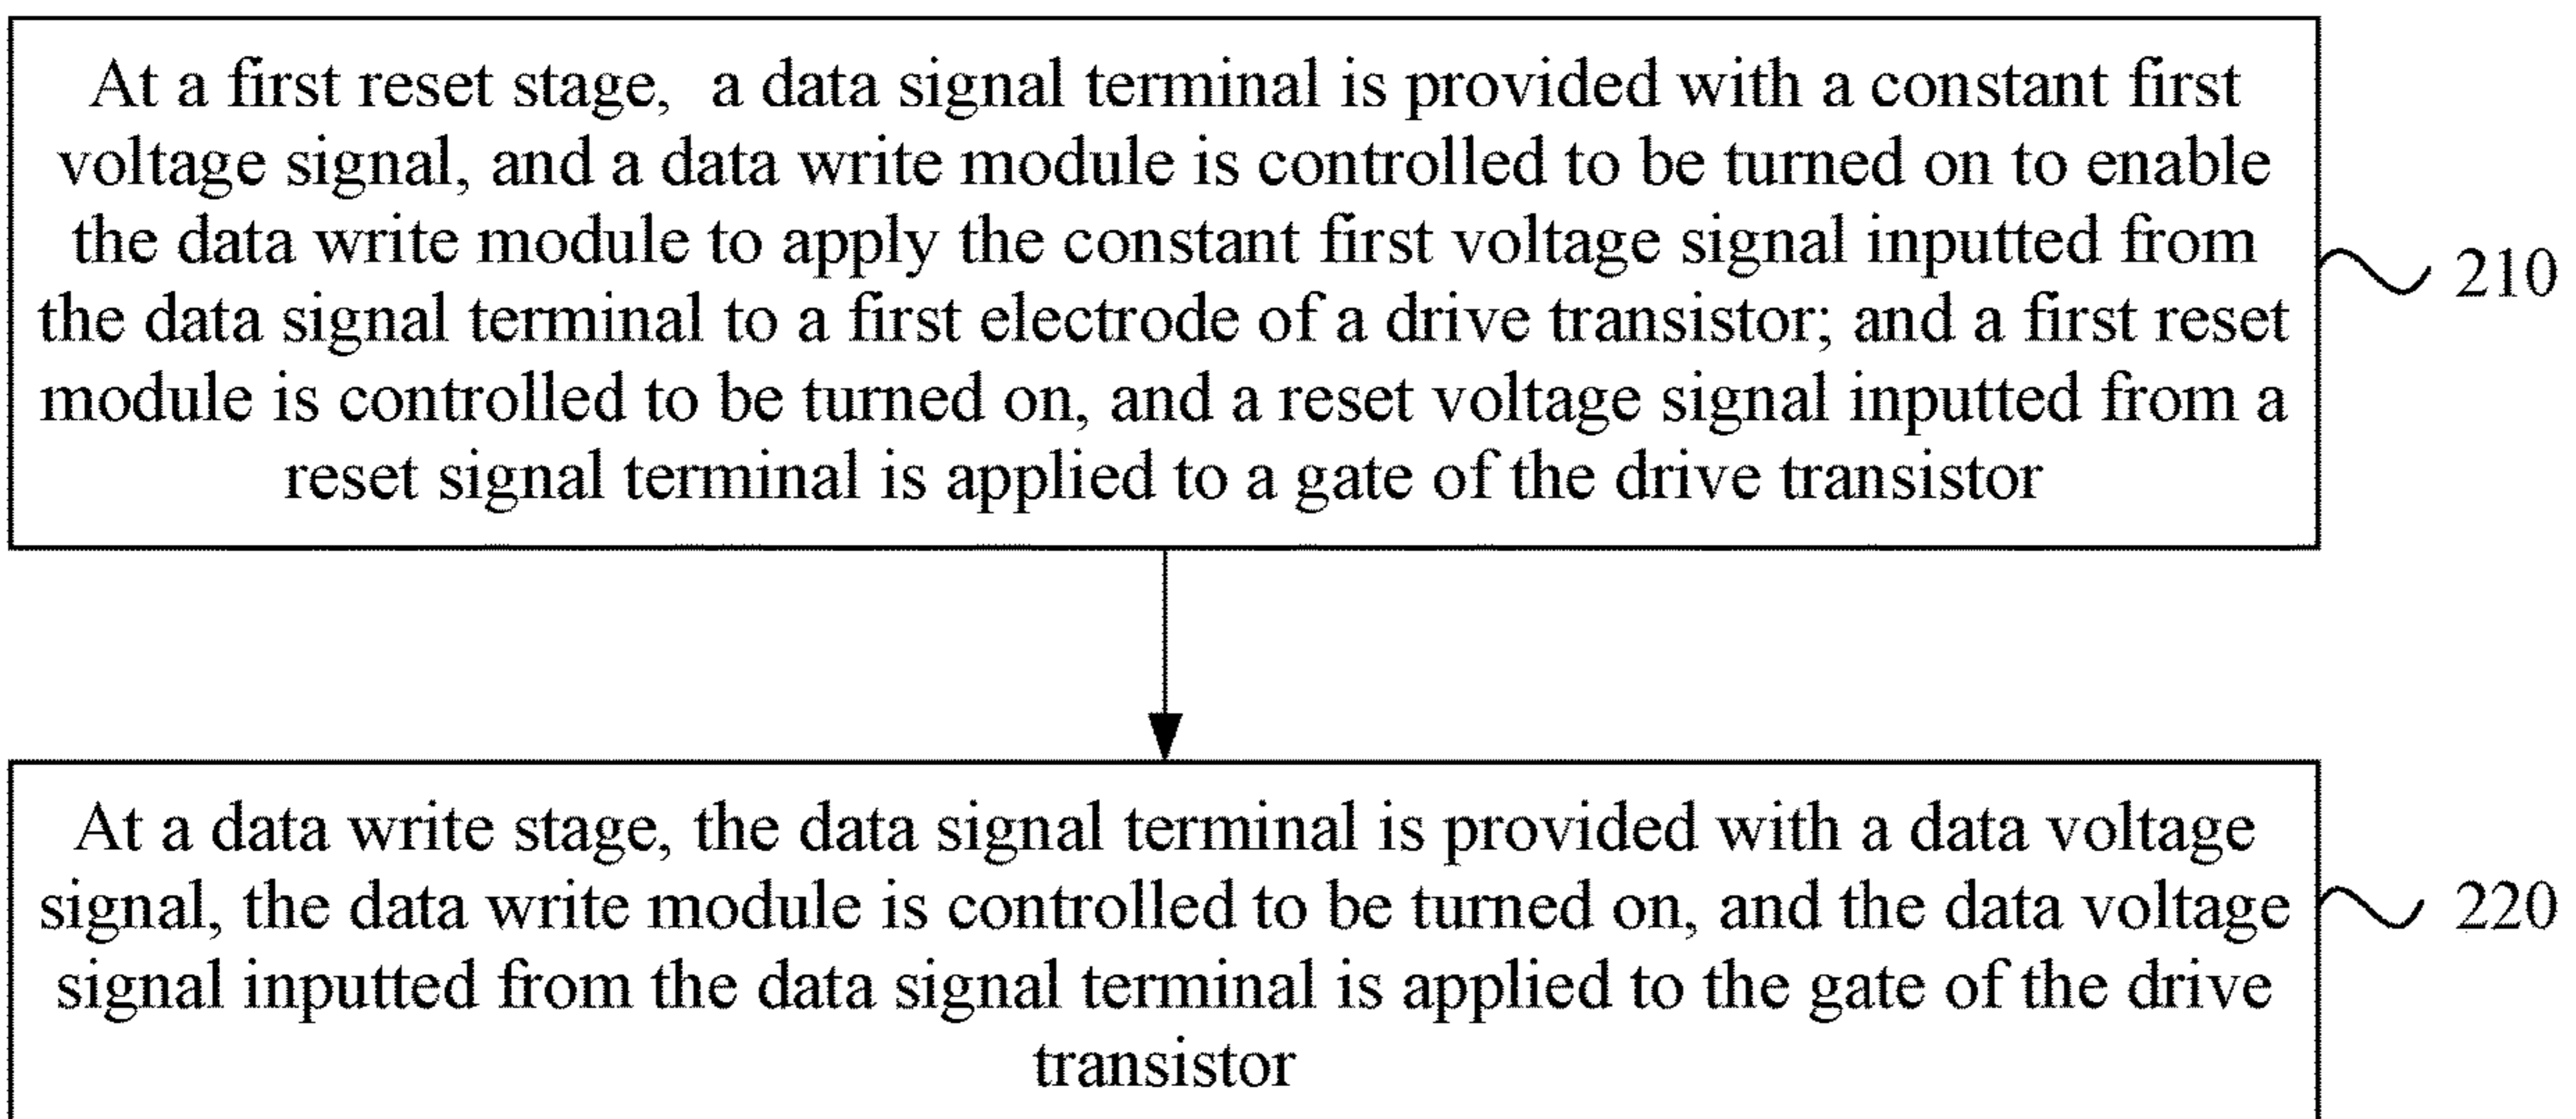 At a first reset stage, a data signal terminal is provided with a constant first
voltage signal, and a data write module is controlled to be turned on to enable
the data write module to apply the constant first voltage signal inputted from
the data signal terminal to a first electrode of a drive transistor; and a first reset
module is controlled to be turned on, and a reset voltage signal inputted from a
reset signal terminal is applied to a gate of the drive transistor
210
At a data write stage, the data signal terminal is provided with a data voltage
signal, the data write module is controlled to be turned on, and the data voltage
signal inputted from the data signal terminal is applied to the gate of the drive
transistor
220